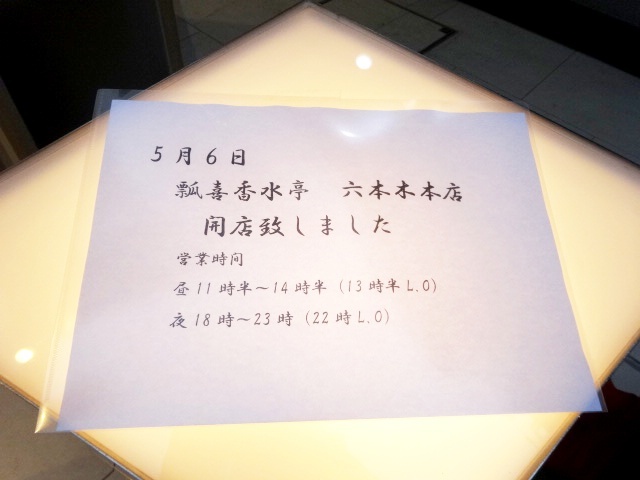 5月6日
瓢喜香水亭　六本木本店
開店致しました
営業時間
昼11時半～14時半（13時半L.O）
夜18時～23時（22時L.O）